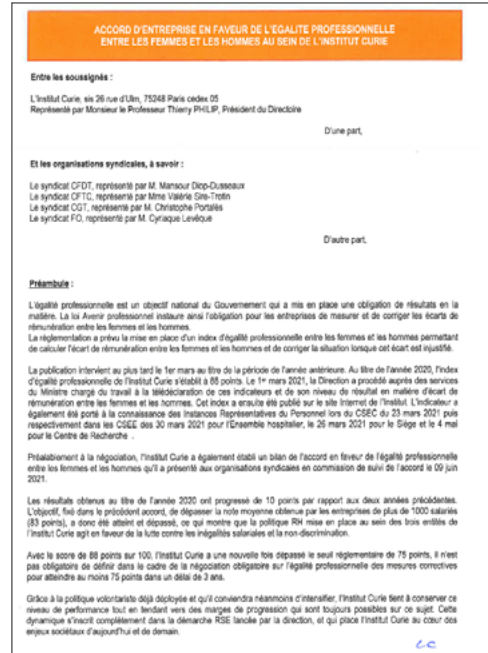 ACCORD D'ENTREPRISE EN FAVEUR DE L'EGALITE PROFESSIONNELLE
ENTRE LES FEMMES ET LES HOMMES AU SEIN DE L'INSTITUT CURIE
Entre les soussignés :
L'Institut Curie, sis 26 rue d'Ulm, 75248 Paris cedex 05
Représenté par Monsieur le Professeur Thierry PHILIP, Président du Directoire
D'une part,
Et les organisations syndicales, à savoir :
Le syndicat CFDT, représenté par M. Mansour Diop-Dusseaux
Le syndicat CFTC, représenté par Mme Valérie Sire-Trotin
Le syndicat CGT, représenté par M. Christophe Portalès
Le syndicat FO, représenté par M. Cyriaque Levêque
D'autre part,
Préambule :
L'égalité professionnelle est un objectif national du Gouvernement qui a mis en place une obligation de résultats en la
matière. La loi Avenir professionnel instaure ainsi l'obligation pour les entreprises de mesurer et de corriger les écarts de
rémunération entre les femmes et les hommes.
La règlementation a prévu la mise en place d'un index d'égalité professionnelle entre les femmes et les hommes permettant
de calculer l'écart de rémunération entre les femmes et les hommes et de corriger la situation lorsque cet écart est injustifié.
La publication intervient au plus tard le 1er mars au titre de la période de l'année antérieure. Au titre de l'année 2020, l'index
d'égalité professionnelle de l'Institut Curie s'établit à 88 points. Le 1er mars 2021, la Direction a procédé auprès des services
du Ministre chargé du travail à la télédéclaration de ces indicateurs et de son niveau de résultat en matière d'écart de
rémunération entre les femmes et les hommes. Cet index a ensuite été publié sur le site Internet de l'Institut. L'indicateur a
également été porté à la connaissance des Instances Représentatives du Personnel lors du CSEC du 23 mars 2021 puis
respectivement dans les CSEE des 30 mars 2021 pour l'Ensemble hospitalier, le 26 mars 2021 pour le Siège et le 4 mai
pour le Centre de Recherche .
Préalablement à la négociation, l'Institut Curie a également établi un bilan de l'accord en faveur de l'égalité professionnelle
entre les femmes et les hommes qu'il a présenté aux organisations syndicales en commission de suivi de l'accord le 09 juin
2021.
Les résultats obtenus au titre de l'année 2020 ont progressé de 10 points par rapport aux deux années précédentes.
L'objectif, fixé dans le précédent accord, de dépasser la note moyenne obtenue par les entreprises de plus de 1000 salariés
(83 points), a donc été atteint et dépassé, ce qui montre que la politique RH mise en place au sein des trois entités de
l'Institut Curie agit en faveur de la lutte contre les inégalités salariales et la non-discrimination.
Avec le score de 88 points sur 100, l'Institut Curie a une nouvelle fois dépassé le seuil réglementaire de 75 points, il n'est
pas obligatoire de définir dans le cadre de la négociation obligatoire sur l'égalité professionnelle des mesures correctives
pour atteindre au moins 75 points dans un délai de 3 ans.
Grâce à la politique volontariste déjà déployée et qu'il conviendra néanmoins d'intensifier, l'Institut Curie tient à conserver ce
niveau de performance tout en tendant vers des marges de progression qui sont toujours possibles sur ce sujet. Cette
dynamique s'inscrit complètement dans la démarche RSE lancée par la direction, et qui place l'Institut Curie au cœur des
enjeux sociétaux d'aujourd'hui et de demain.
LC